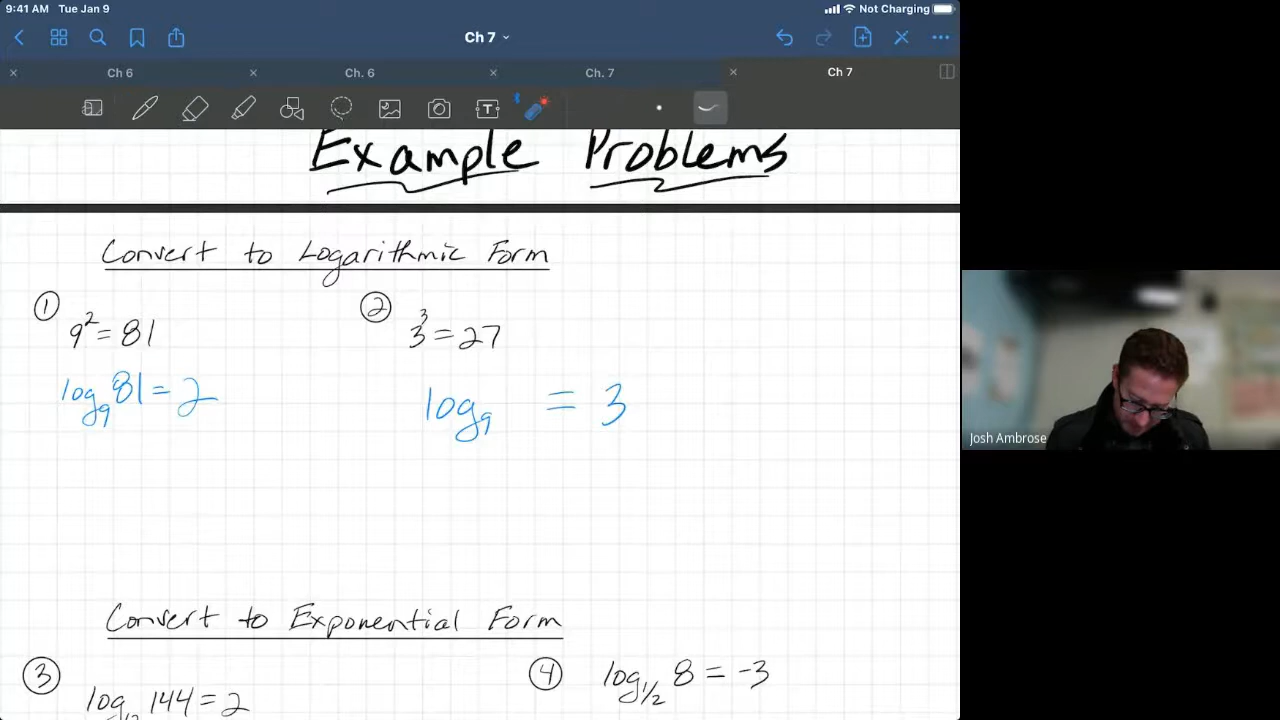 9:41 AM Tue Jan 9 Not Charging
Ch 7
Ch 6 Ch. 6 Ch. 7 Ch 7
Example Problems
Convert to Logarithmic Form
① 9² = 81 ② 3³ = 27
log₉ 81 = 2 log₉ = 3
Josh Ambrose
Convert to Exponential Form
③ log₁₂ 144 = 2 ④ log₁/₂ 8 = -3